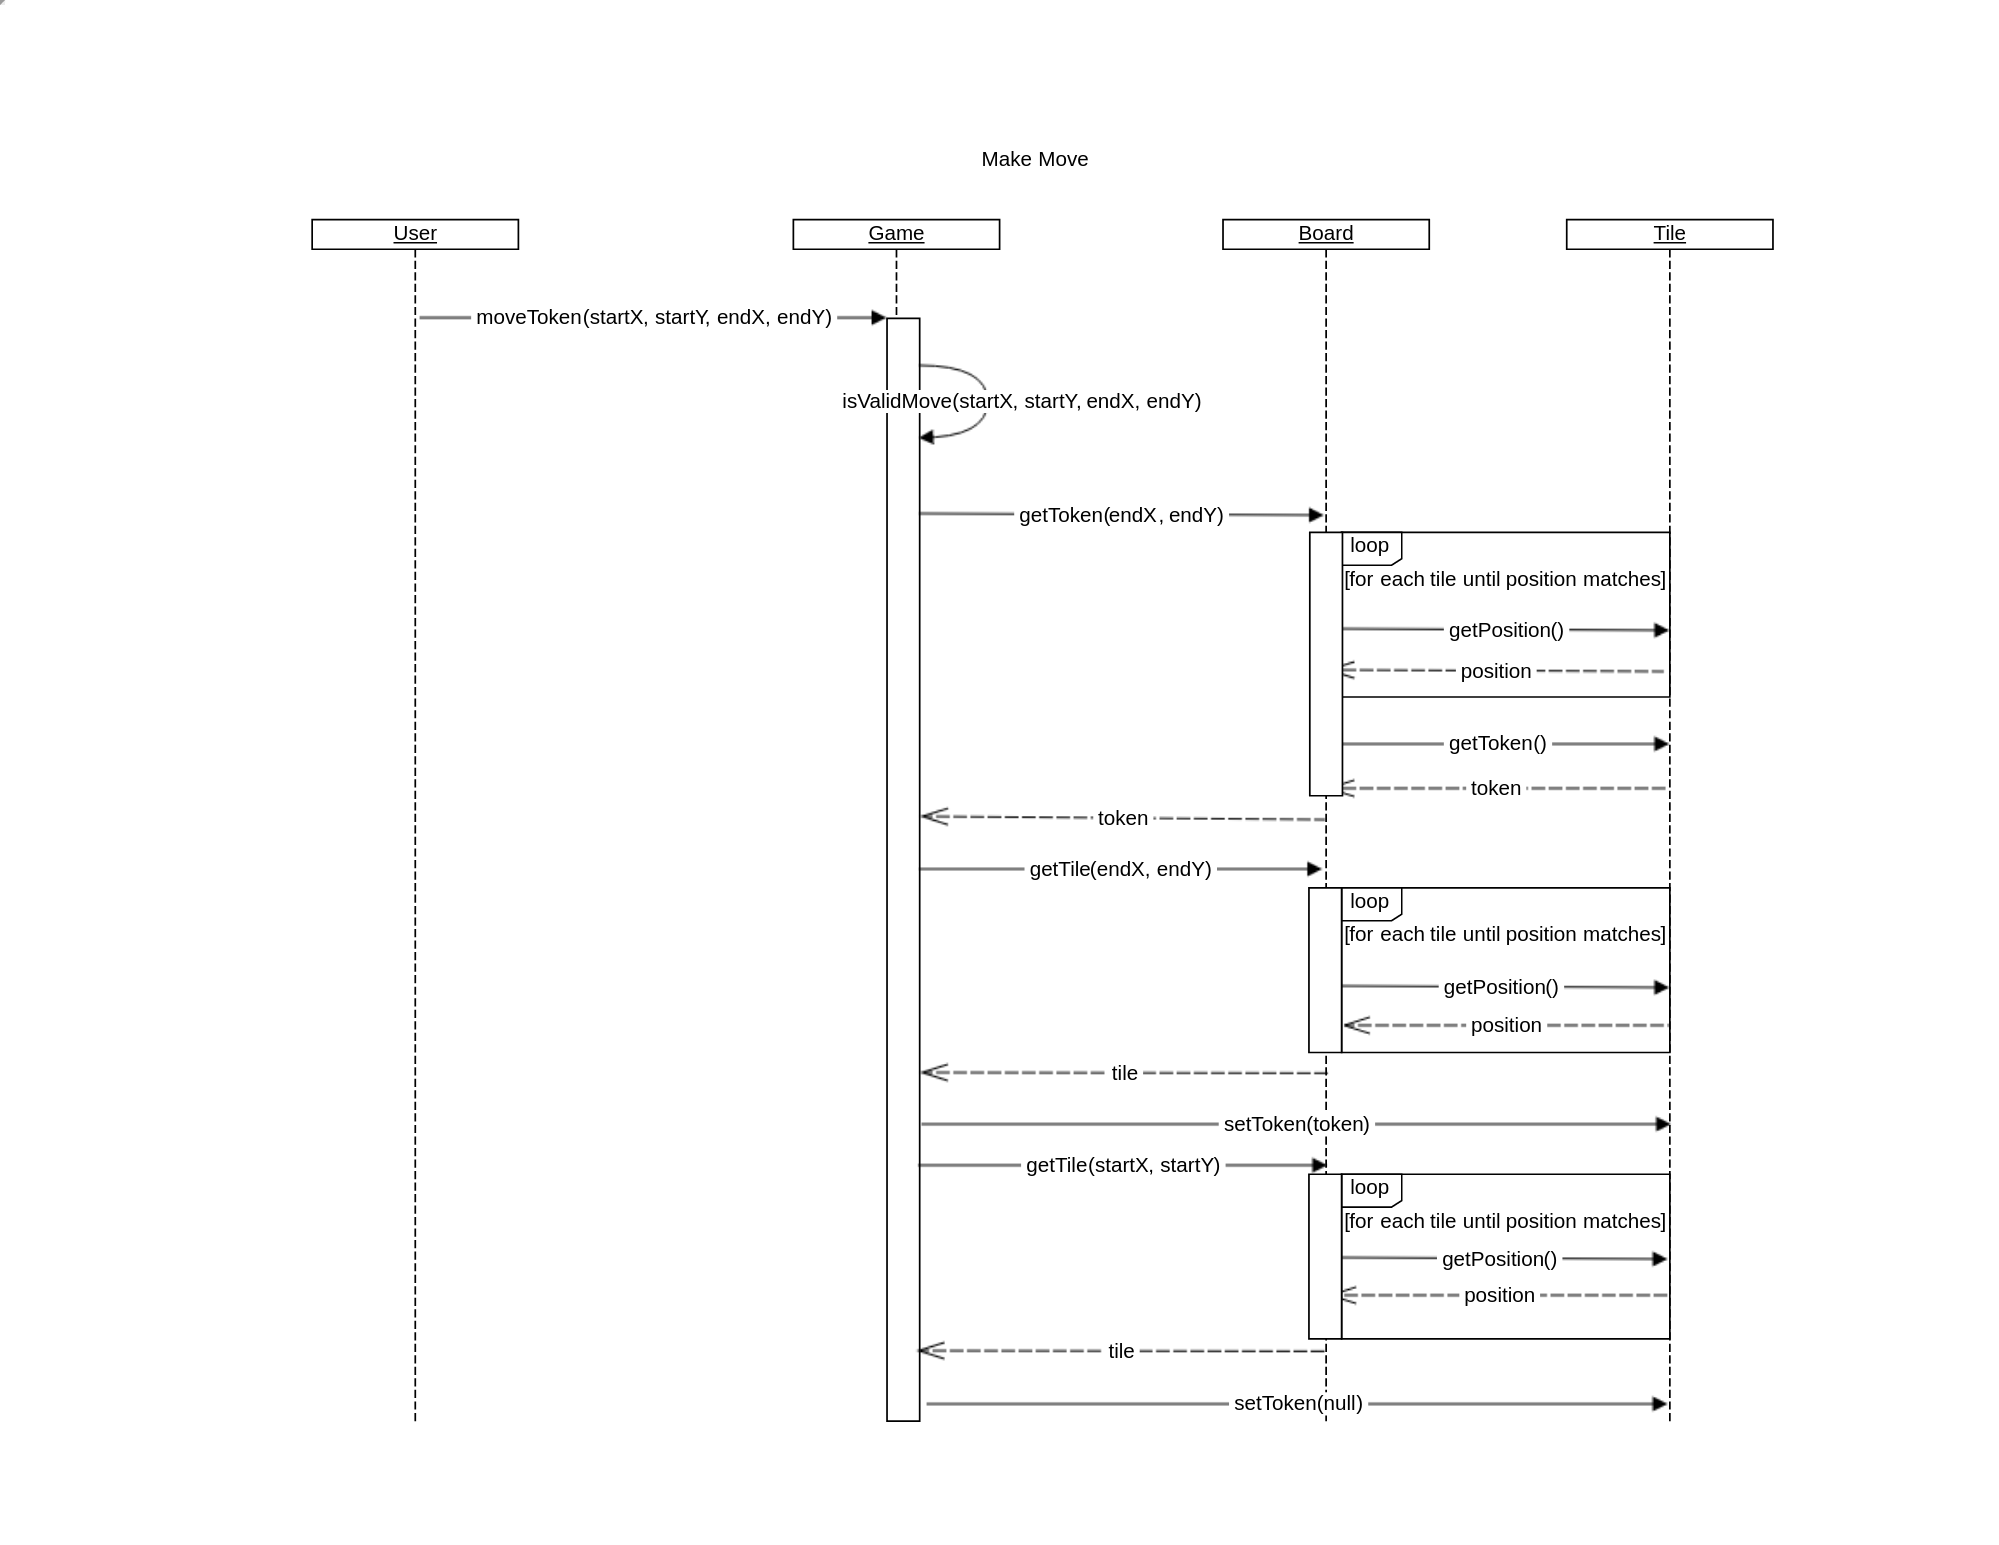 Make Move
User
Game
Board
Tile
moveToken(startX, startY, endX, endY)
isValidMove(startX, startY, endX, endY)
getToken(endX, endY)
loop
[for each tile until position matches]
getPosition()
position
getToken()
token
token
getTile(endX, endY)
loop
[for each tile until position matches]
getPosition()
position
tile
setToken(token)
getTile(startX, startY)
loop
[for each tile until position matches]
getPosition()
position
tile
setToken(null)